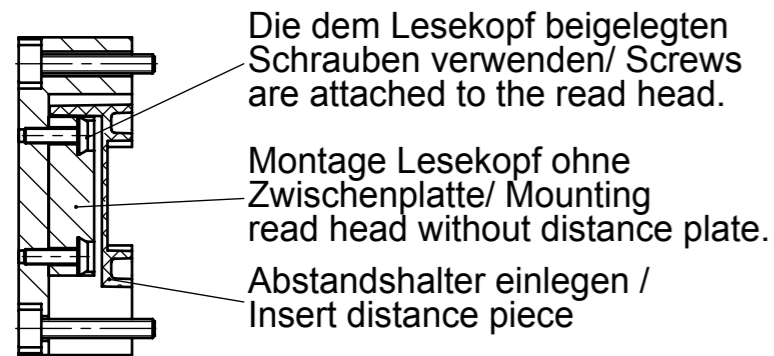 Die dem Lesekopf beigelegten
Schrauben verwenden/ Screws
are attached to the read head.
Montage Lesekopf ohne
Zwischenplatte/ Mounting
read head without distance plate.
Abstandshalter einlegen /
Insert distance piece